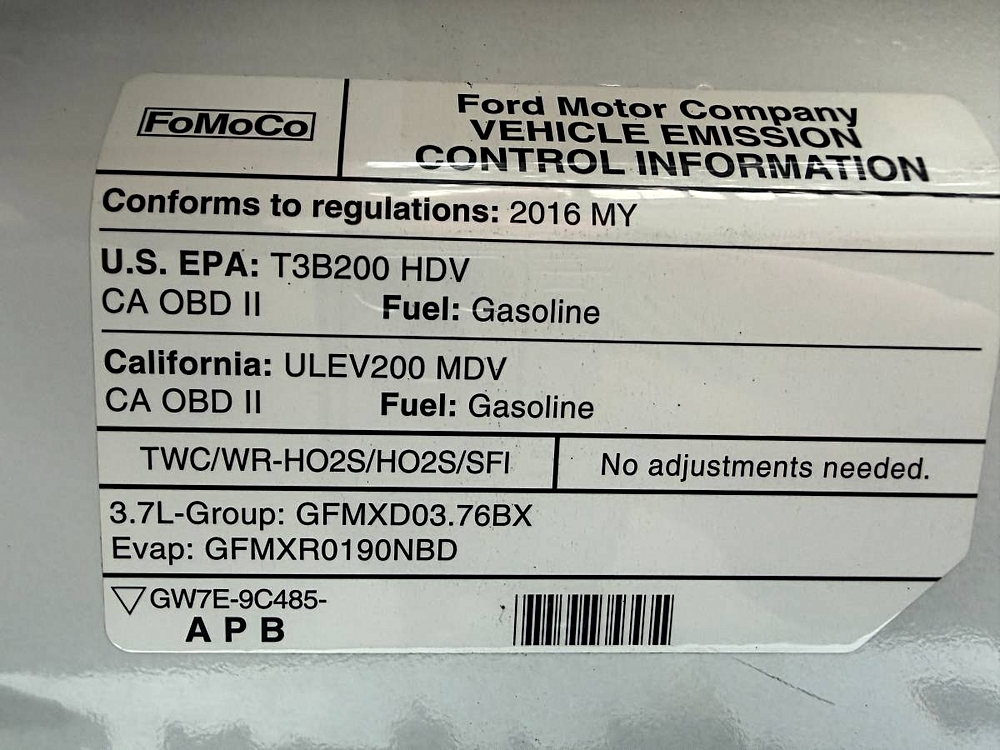 FoMoCo
Ford Motor Company
VEHICLE EMISSION
CONTROL INFORMATION
Conforms to regulations: 2016 MY
U.S. EPA: T3B200 HDV
CA OBD II Fuel: Gasoline
California: ULEV200 MDV
CA OBD II Fuel: Gasoline
TWC/WR-HO2S/HO2S/SFI No adjustments needed.
3.7L-Group: GFMXD03.76BX
Evap: GFMXR0190NBD
GW7E-9C485-
A P B